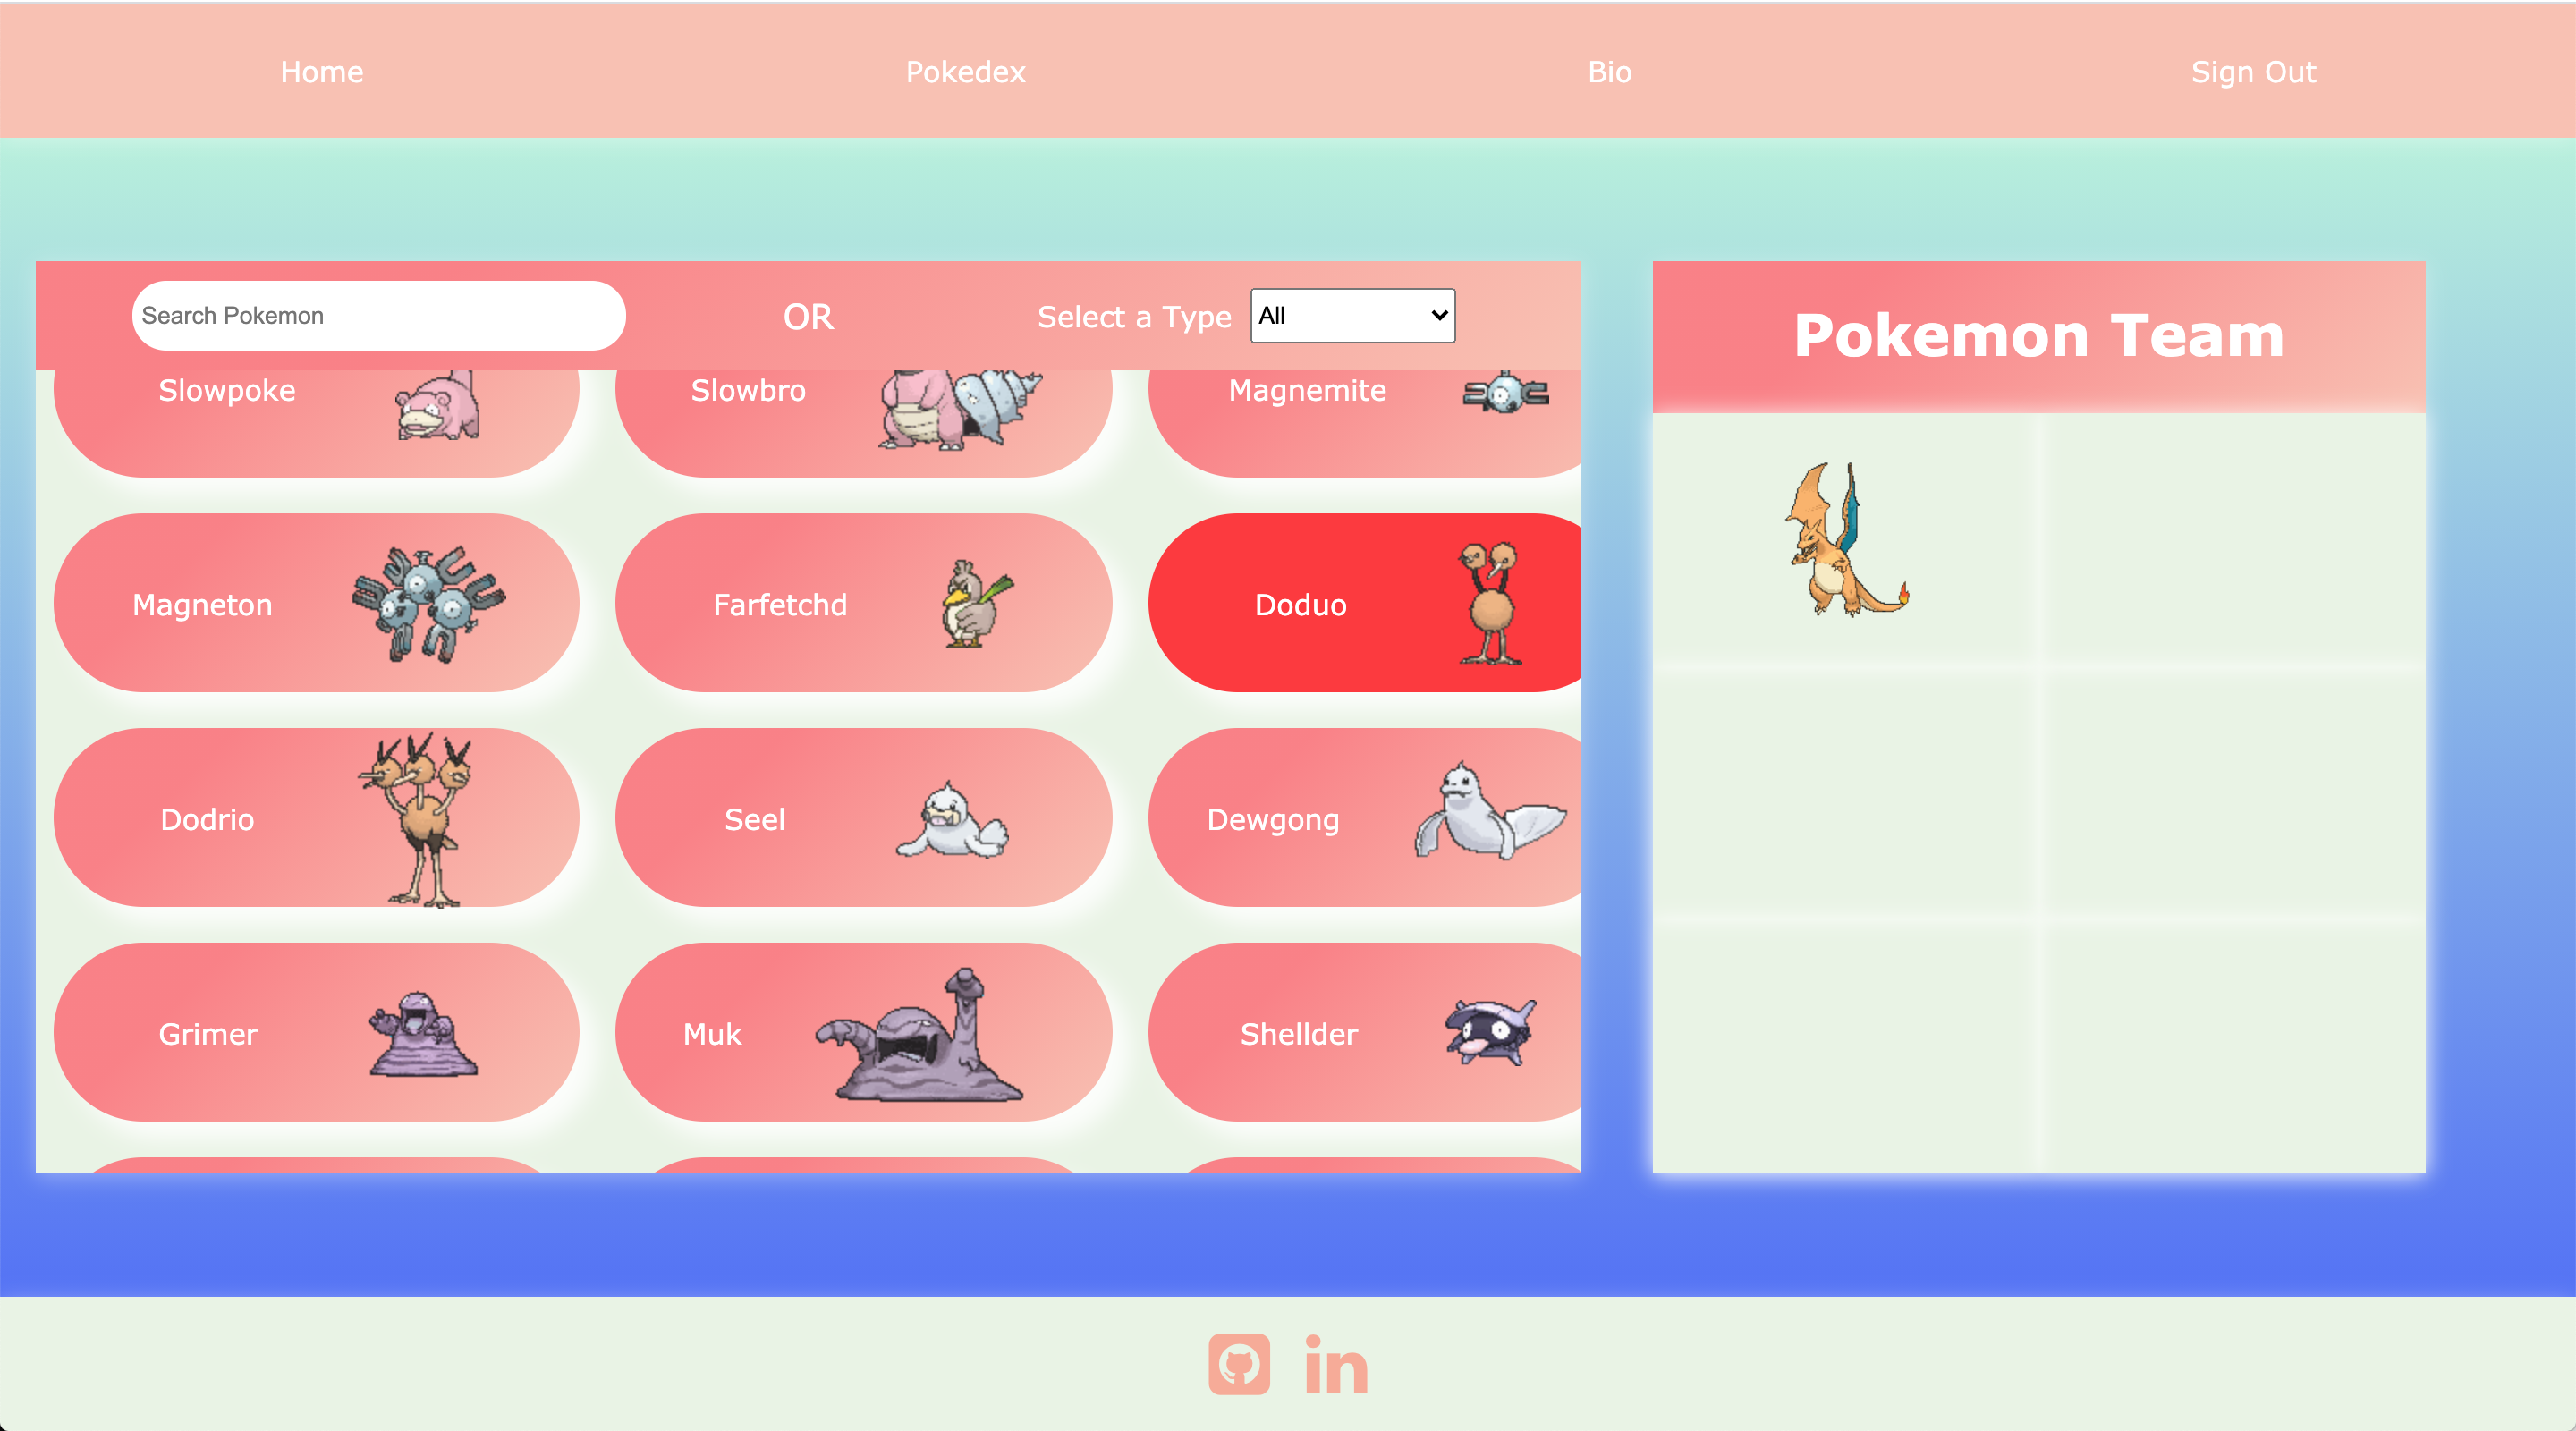 Home Pokedex Bio Sign Out
Search Pokemon OR Select a Type All
Pokemon Team
Slowpoke Slowbro Magnemite
Magneton Farfetchd Doduo
Dodrio Seel Dewgong
Grimer Muk Shellder
in